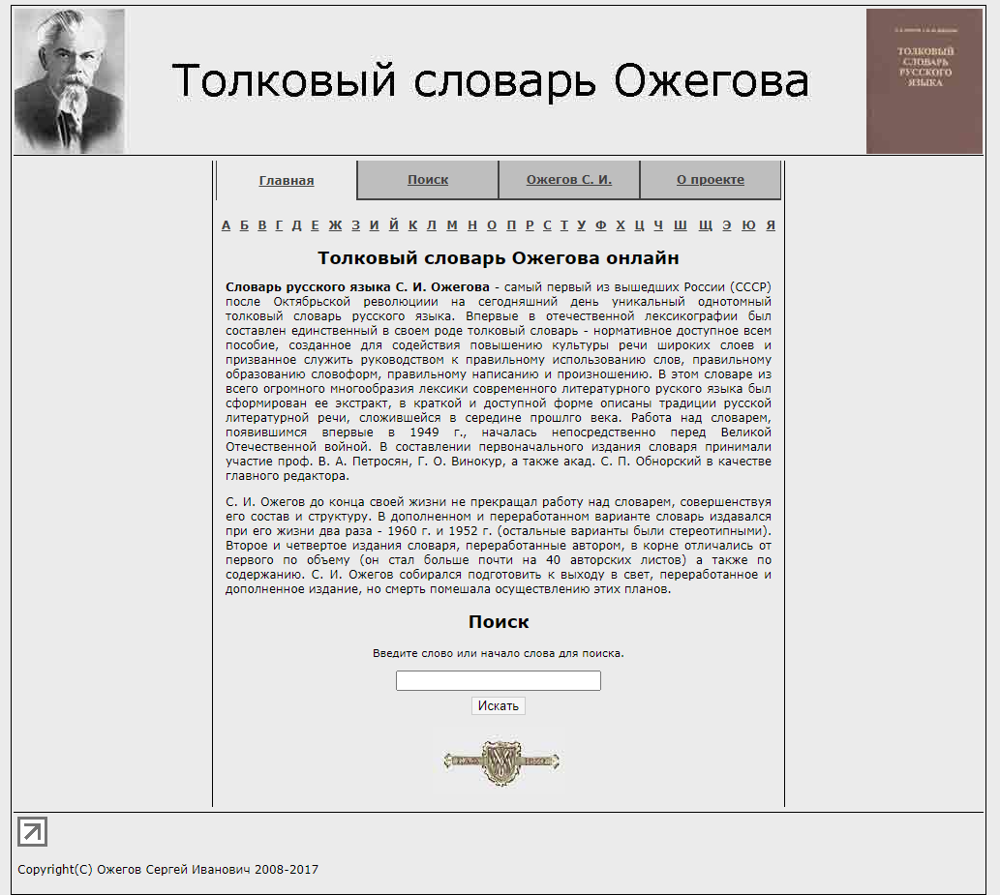 Толковый словарь Ожегова
ТОЛКОВЫЙ
СЛОВАРЬ
РУССКОГО
ЯЗЫКА
Главная Поиск Ожегов С. И. О проекте
А Б В Г Д Е Ж З И Й К Л М Н О П Р С Т У Ф Х Ц Ч Ш Щ Э Ю Я
Толковый словарь Ожегова онлайн
Словарь русского языка С. И. Ожегова - самый первый из вышедших России (СССР)
после Октябрьской революциии на сегодняшний день уникальный однотомный
толковый словарь русского языка. Впервые в отечественной лексикографии был
составлен единственный в своем роде толковый словарь - нормативное доступное всем
пособие, созданное для содействия повышению культуры речи широких слоев и
призванное служить руководством к правильному использованию слов, правильному
образованию словоформ, правильному написанию и произношению. В этом словаре из
всего огромного многообразия лексики современного литературного руского языка был
сформирован ее экстракт, в краткой и доступной форме описаны традиции русской
литературной речи, сложившейся в середине прошлго века. Работа над словарем,
появившимся впервые в 1949 г., началась непосредственно перед Великой
Отечественной войной. В составлении первоначального издания словаря принимали
участие проф. В. А. Петросян, Г. О. Винокур, а также акад. С. П. Обнорский в качестве
главного редактора.
С. И. Ожегов до конца своей жизни не прекращал работу над словарем, совершенствуя
его состав и структуру. В дополненном и переработанном варианте словарь издавался
при его жизни два раза - 1960 г. и 1952 г. (остальные варианты были стереотипными).
Второе и четвертое издания словаря, переработанные автором, в корне отличались от
первого по объему (он стал больше почти на 40 авторских листов) а также по
содержанию. С. И. Ожегов собирался подготовить к выходу в свет, переработанное и
дополненное издание, но смерть помешала осуществлению этих планов.
Поиск
Введите слово или начало слова для поиска.
Искать
Copyright(C) Ожегов Сергей Иванович 2008-2017